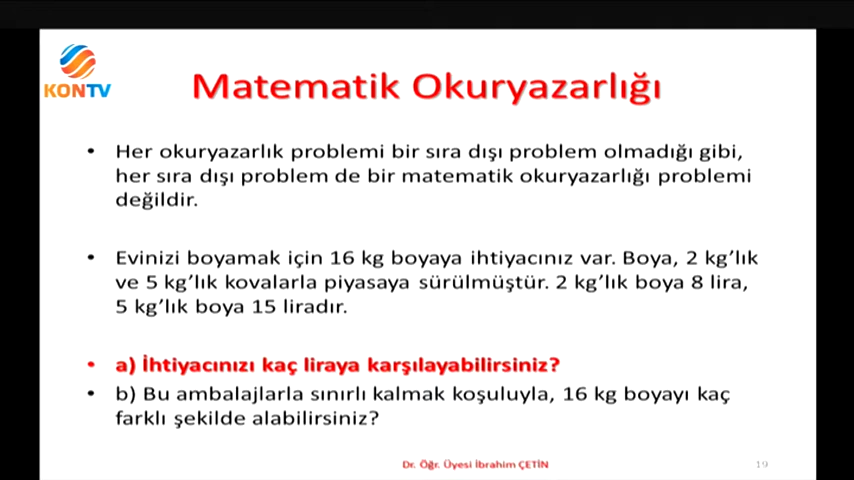 KONTV
Matematik Okuryazarlığı
• Her okuryazarlık problemi bir sıra dışı problem olmadığı gibi,
her sıra dışı problem de bir matematik okuryazarlığı problemi
değildir.
• Evinizi boyamak için 16 kg boyaya ihtiyacınız var. Boya, 2 kg’lık
ve 5 kg’lık kovalarla piyasaya sürülmüştür. 2 kg’lık boya 8 lira,
5 kg’lık boya 15 liradır.
• a) İhtiyacınızı kaç liraya karşılayabilirsiniz?
• b) Bu ambalajlarla sınırlı kalmak koşuluyla, 16 kg boyayı kaç
farklı şekilde alabilirsiniz?
Dr. Öğr. Üyesi İbrahim ÇETİN
19